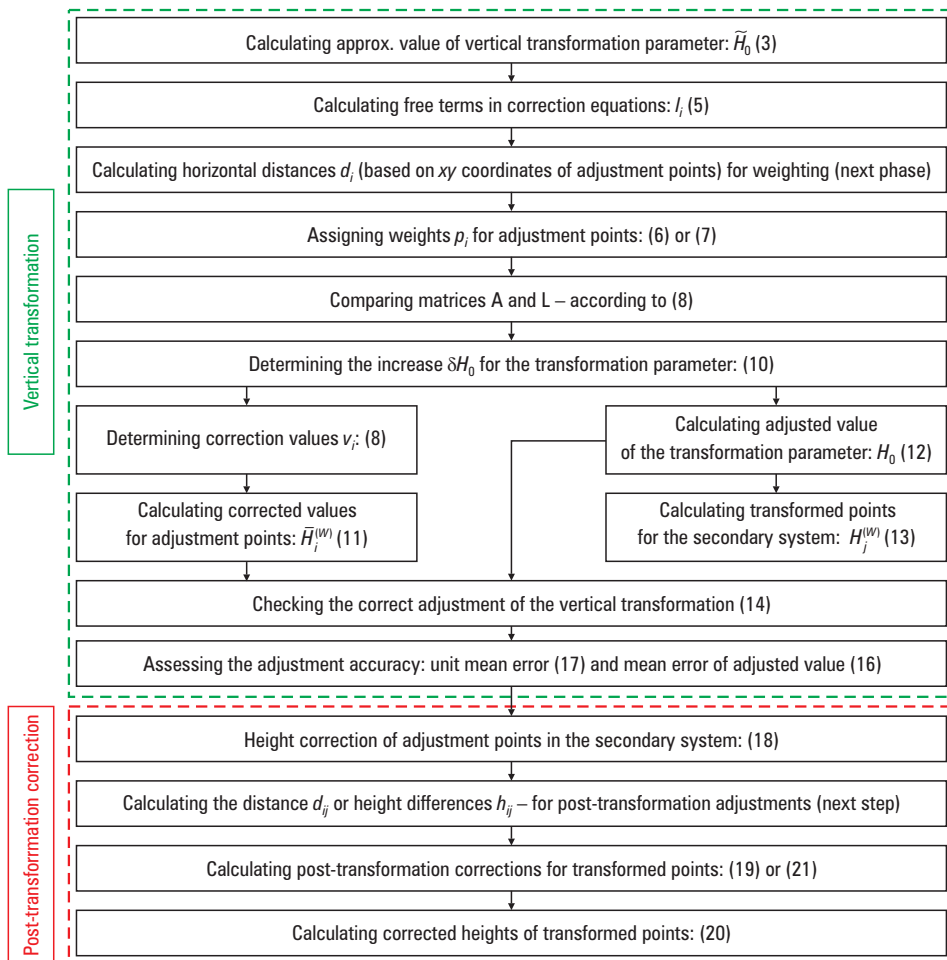 Calculating approx. value of vertical transformation parameter: H̃₀ (3)
Calculating free terms in correction equations: lᵢ (5)
Calculating horizontal distances dᵢ (based on xy coordinates of adjustment points) for weighting (next phase)
Assigning weights pᵢ for adjustment points: (6) or (7)
Comparing matrices A and L – according to (8)
Determining the increase δH₀ for the transformation parameter: (10)
Determining correction values vᵢ: (8)
Calculating adjusted value
of the transformation parameter: H₀ (12)
Calculating corrected values
for adjustment points: H̄ᵢ⁽ᵂ⁾ (11)
Calculating transformed points
for the secondary system: Hⱼ⁽ᵂ⁾ (13)
Checking the correct adjustment of the vertical transformation (14)
Assessing the adjustment accuracy: unit mean error (17) and mean error of adjusted value (16)
Vertical transformation
Height correction of adjustment points in the secondary system: (18)
Calculating the distance dᵢⱼ or height differences hᵢⱼ – for post-transformation adjustments (next step)
Calculating post-transformation corrections for transformed points: (19) or (21)
Calculating corrected heights of transformed points: (20)
Post-transforrmation correction